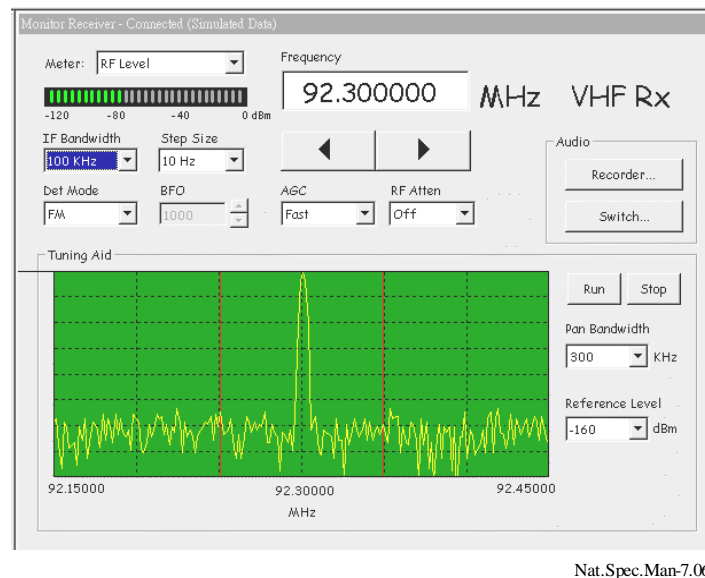 Monitor Receiver - Connected (Simulated Data)
Meter: RF Level
-120 -80 -40 0 dBm
Frequency
92.300000 MHz VHF Rx
IF Bandwidth Step Size
100 KHz 10 Hz
Det Mode BFO AGC RF Atten
FM 1000 Fast Off
Audio
Recorder...
Switch...
Tuning Aid
Run Stop
Pan Bandwidth
300 KHz
Reference Level
-160 dBm
92.15000 92.30000 92.45000
MHz
Nat.Spec.Man-7.06